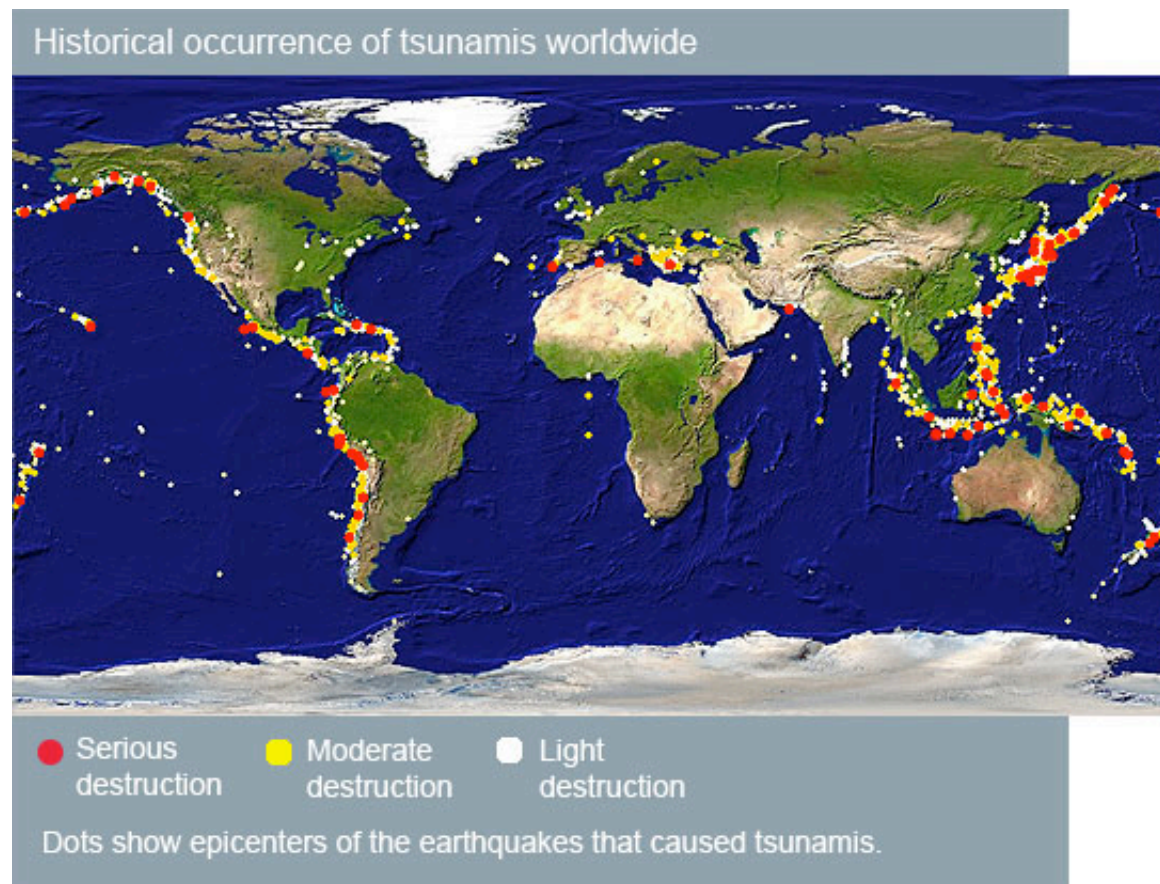 Historical occurrence of tsunamis worldwide
Serious
destruction
Moderate
destruction
Light
destruction
Dots show epicenters of the earthquakes that caused tsunamis.